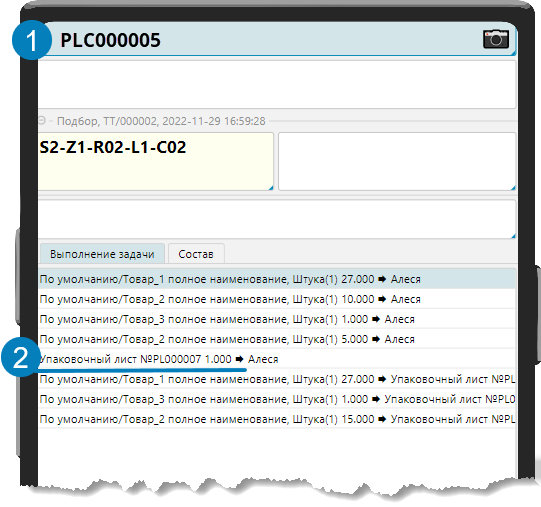 1 PLC000005
Подбор, ТТ/000002, 2022-11-29 16:59:28
S2-Z1-R02-L1-C02
Выполнение задачи Состав
По умолчанию/Товар_1 полное наименование, Штука(1) 27.000 ➡ Алеся
По умолчанию/Товар_2 полное наименование, Штука(1) 10.000 ➡ Алеся
По умолчанию/Товар_3 полное наименование, Штука(1) 1.000 ➡ Алеся
По умолчанию/Товар_2 полное наименование, Штука(1) 5.000 ➡ Алеся
2 Упаковочный лист №PL000007 1.000 ➡ Алеся
По умолчанию/Товар_1 полное наименование, Штука(1) 27.000 ➡ Упаковочный лист №PL
По умолчанию/Товар_3 полное наименование, Штука(1) 1.000 ➡ Упаковочный лист №PL0
По умолчанию/Товар_2 полное наименование, Штука(1) 15.000 ➡ Упаковочный лист №PL